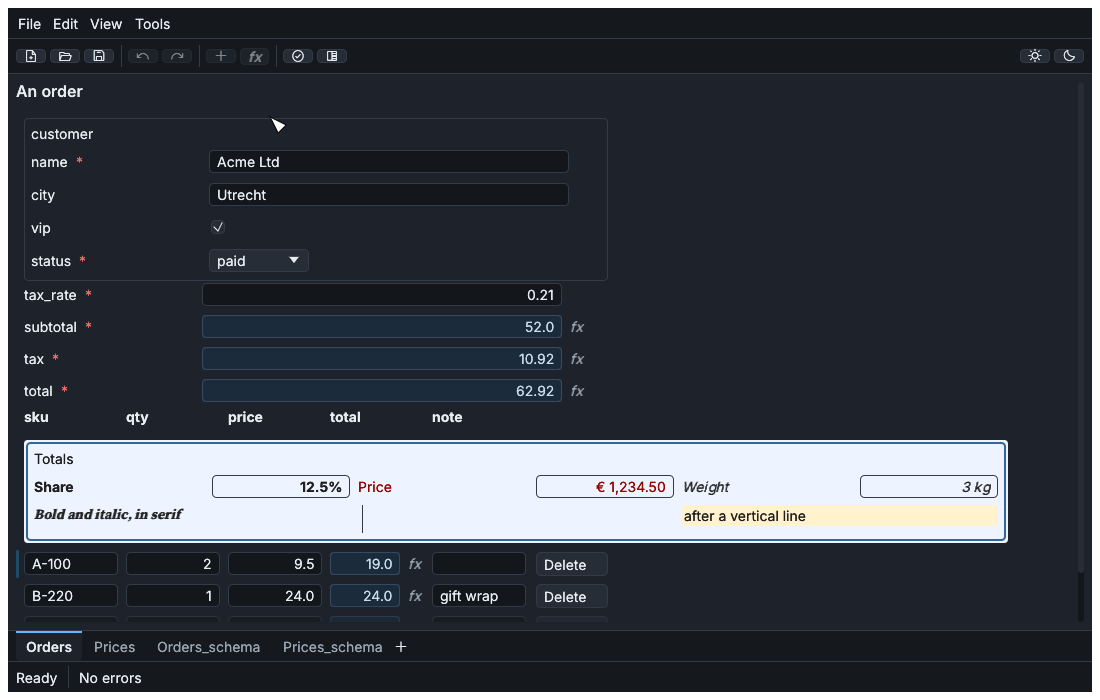 File Edit View Tools
fx
An order
customer
name * Acme Ltd
city Utrecht
vip
status * paid
tax_rate * 0.21
subtotal * 52.0 fx
tax * 10.92 fx
total * 62.92 fx
sku qty price total note
Totals
Share 12.5% Price € 1,234.50 Weight 3 kg
Bold and italic, in serif after a vertical line
A-100 2 9.5 19.0 fx Delete
B-220 1 24.0 24.0 fx gift wrap Delete
Orders Prices Orders_schema Prices_schema +
Ready No errors